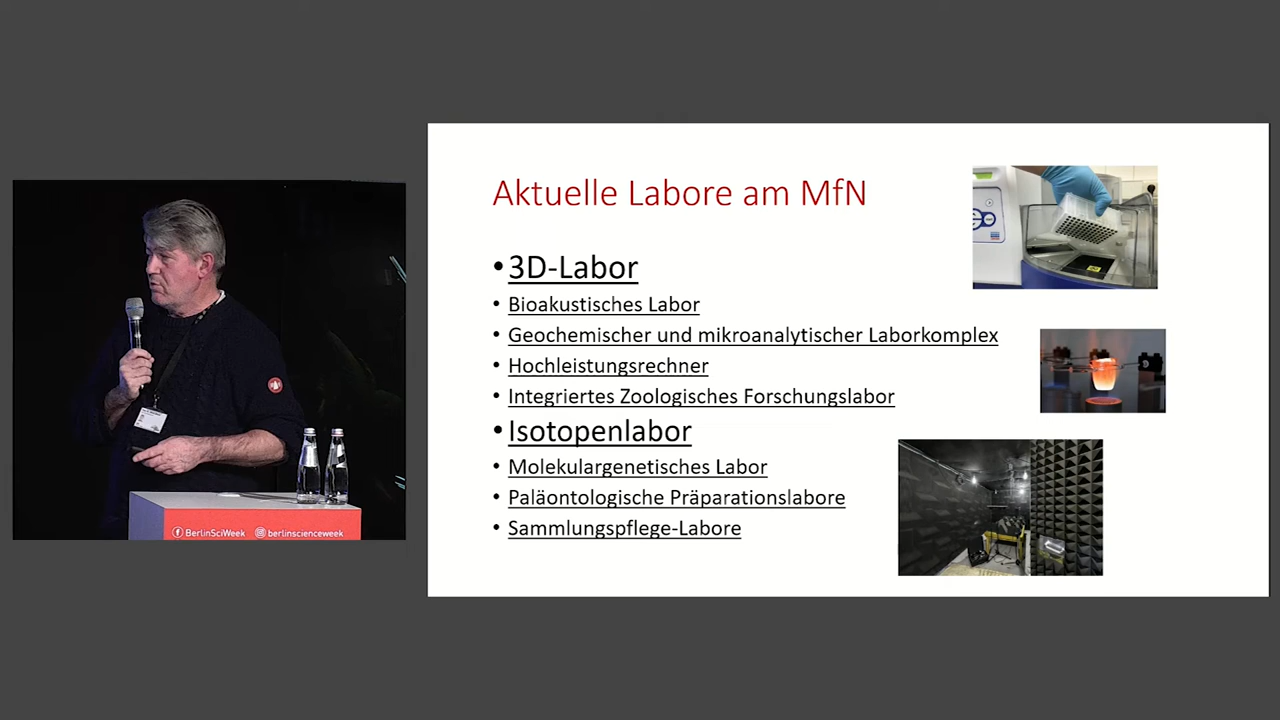 Aktuelle Labore am MfN
• 3D-Labor
• Bioakustisches Labor
• Geochemischer und mikroanalytischer Laborkomplex
• Hochleistungsrechner
• Integriertes Zoologisches Forschungslabor
• Isotopenlabor
• Molekulargenetisches Labor
• Paläontologische Präparationslabore
• Sammlungspflege-Labore
BerlinSciWeek berlinscienceweek